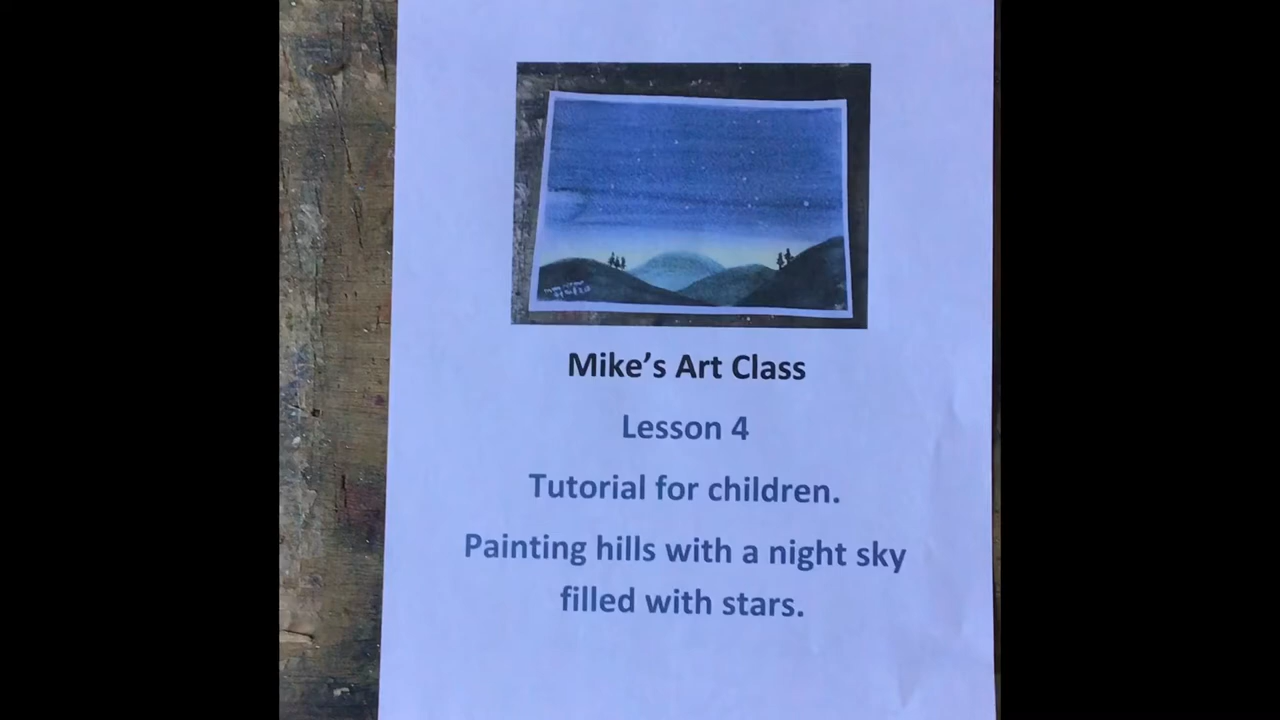 Mike's Art Class
Lesson 4
Tutorial for children.
Painting hills with a night sky
filled with stars.